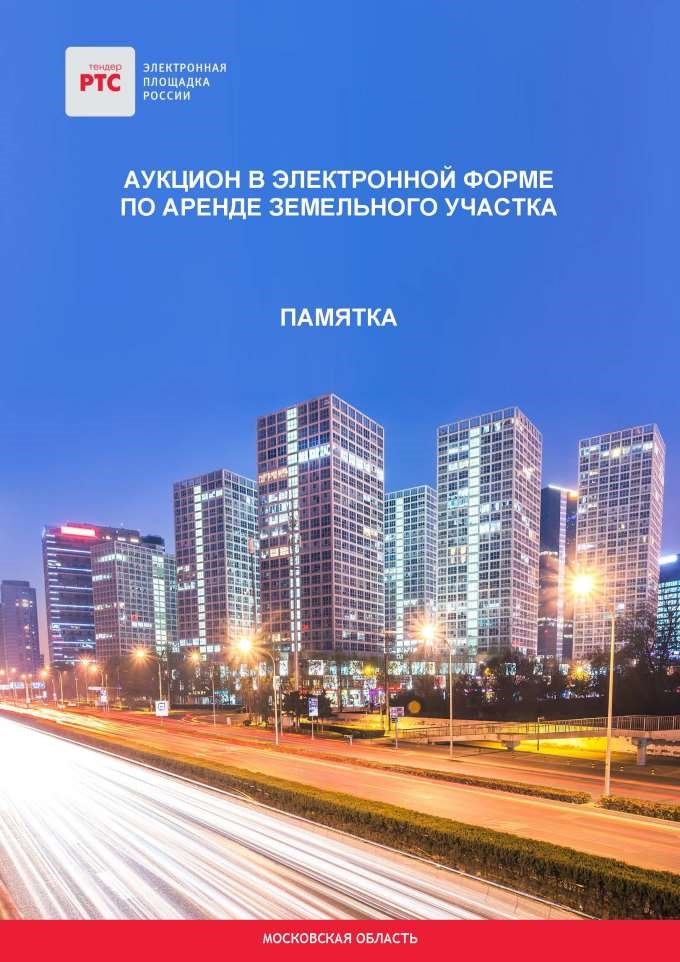 тендер
РТС
ЭЛЕКТРОННАЯ
ПЛОЩАДКА
РОССИИ
АУКЦИОН В ЭЛЕКТРОННОЙ ФОРМЕ
ПО АРЕНДЕ ЗЕМЕЛЬНОГО УЧАСТКА
ПАМЯТКА
МОСКОВСКАЯ ОБЛАСТЬ